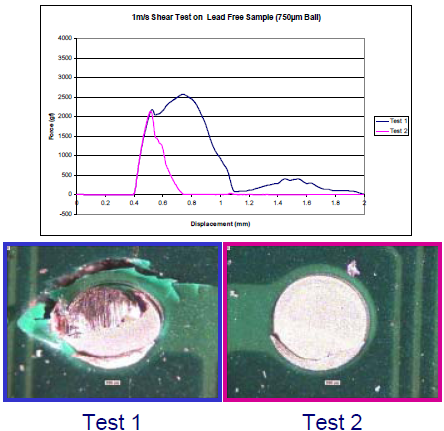 1m/s Shear Test on Lead Free Sample (750µm Ball)
4000
3500
3000
2500
2000
1500
1000
500
0
-500
Force (gf)
0 0.2 0.4 0.6 0.8 1 1.2 1.4 1.6 1.8 2
Displacement (mm)
Test 1
Test 2
Test 1 Test 2